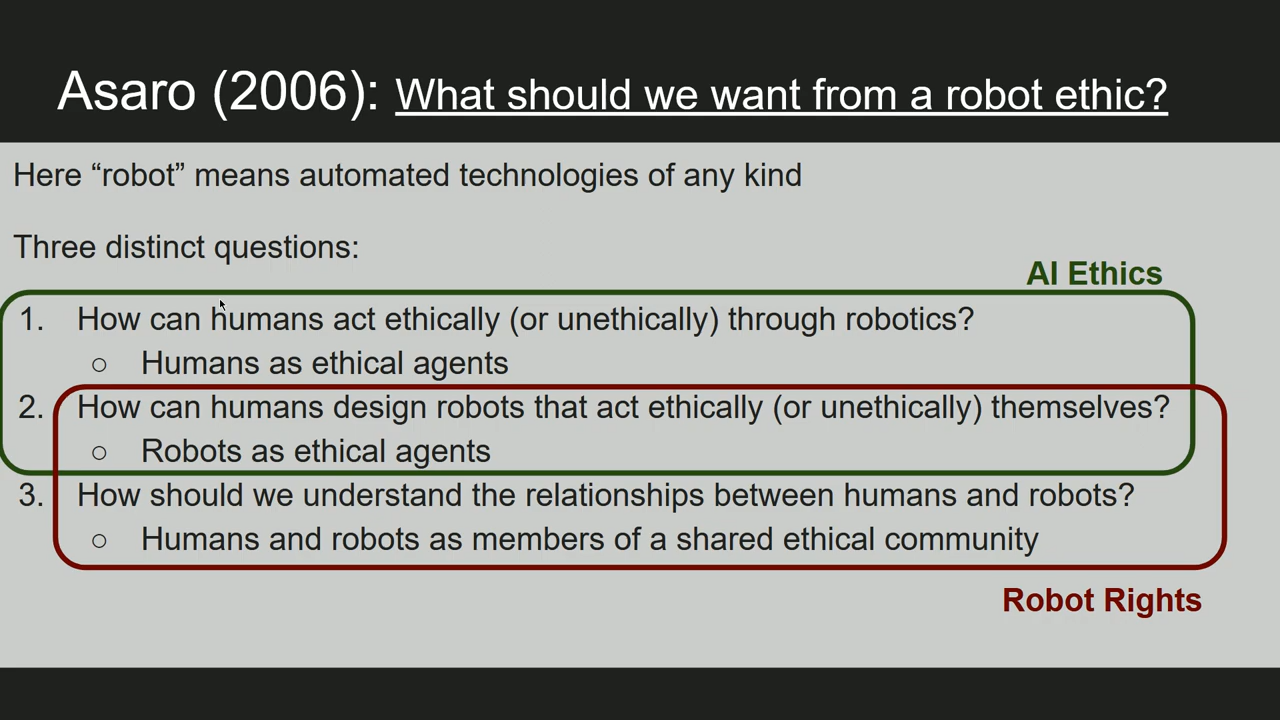 Asaro (2006): What should we want from a robot ethic?
Here “robot” means automated technologies of any kind
Three distinct questions:
AI Ethics
1. How can humans act ethically (or unethically) through robotics?
○ Humans as ethical agents
2. How can humans design robots that act ethically (or unethically) themselves?
○ Robots as ethical agents
3. How should we understand the relationships between humans and robots?
○ Humans and robots as members of a shared ethical community
Robot Rights